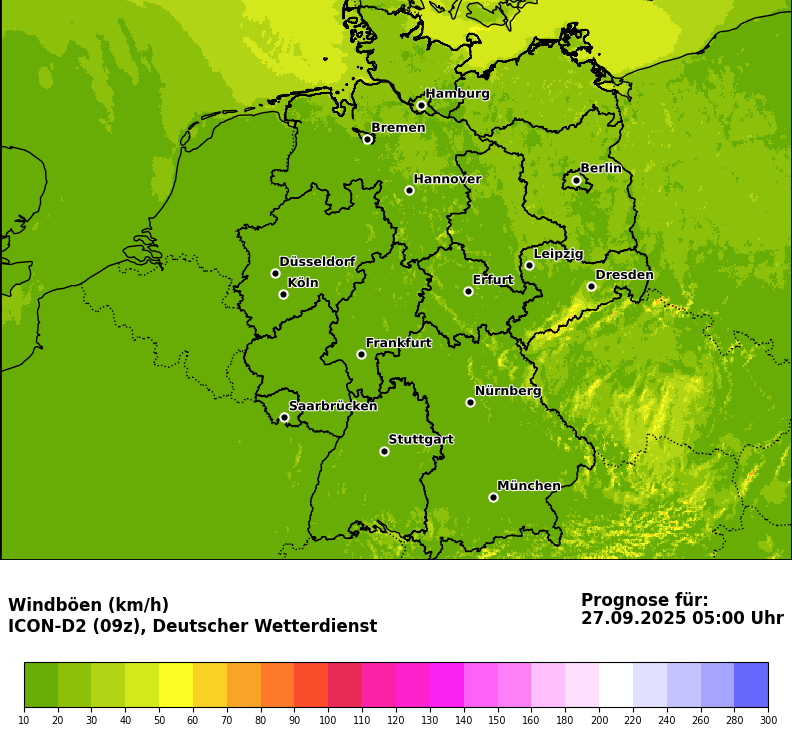 Hamburg
Bremen
Berlin
Hannover
Leipzig
Düsseldorf
Dresden
Köln
Erfurt
Frankfurt
Nürnberg
Saarbrücken
Stuttgart
München
Windböen (km/h)
ICON-D2 (09z), Deutscher Wetterdienst
Prognose für:
27.09.2025 05:00 Uhr
10 20 30 40 50 60 70 80 90 100 110 120 130 140 150 160 180 200 220 240 260 280 300